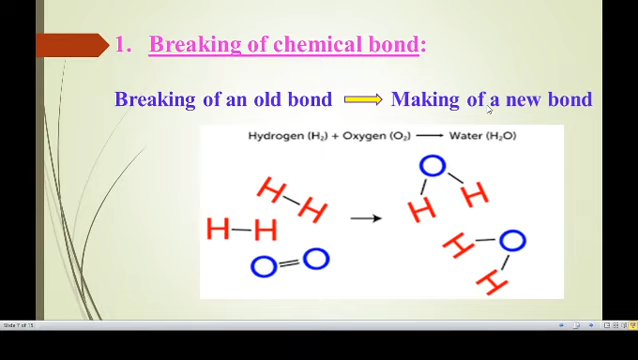 1. Breaking of chemical bond:
Breaking of an old bond Making of a new bond
Hydrogen (H₂) + Oxygen (O₂) → Water (H₂O)
H–H
H–H
O=O
O
H H
H–O
H
Slide 7 of 15